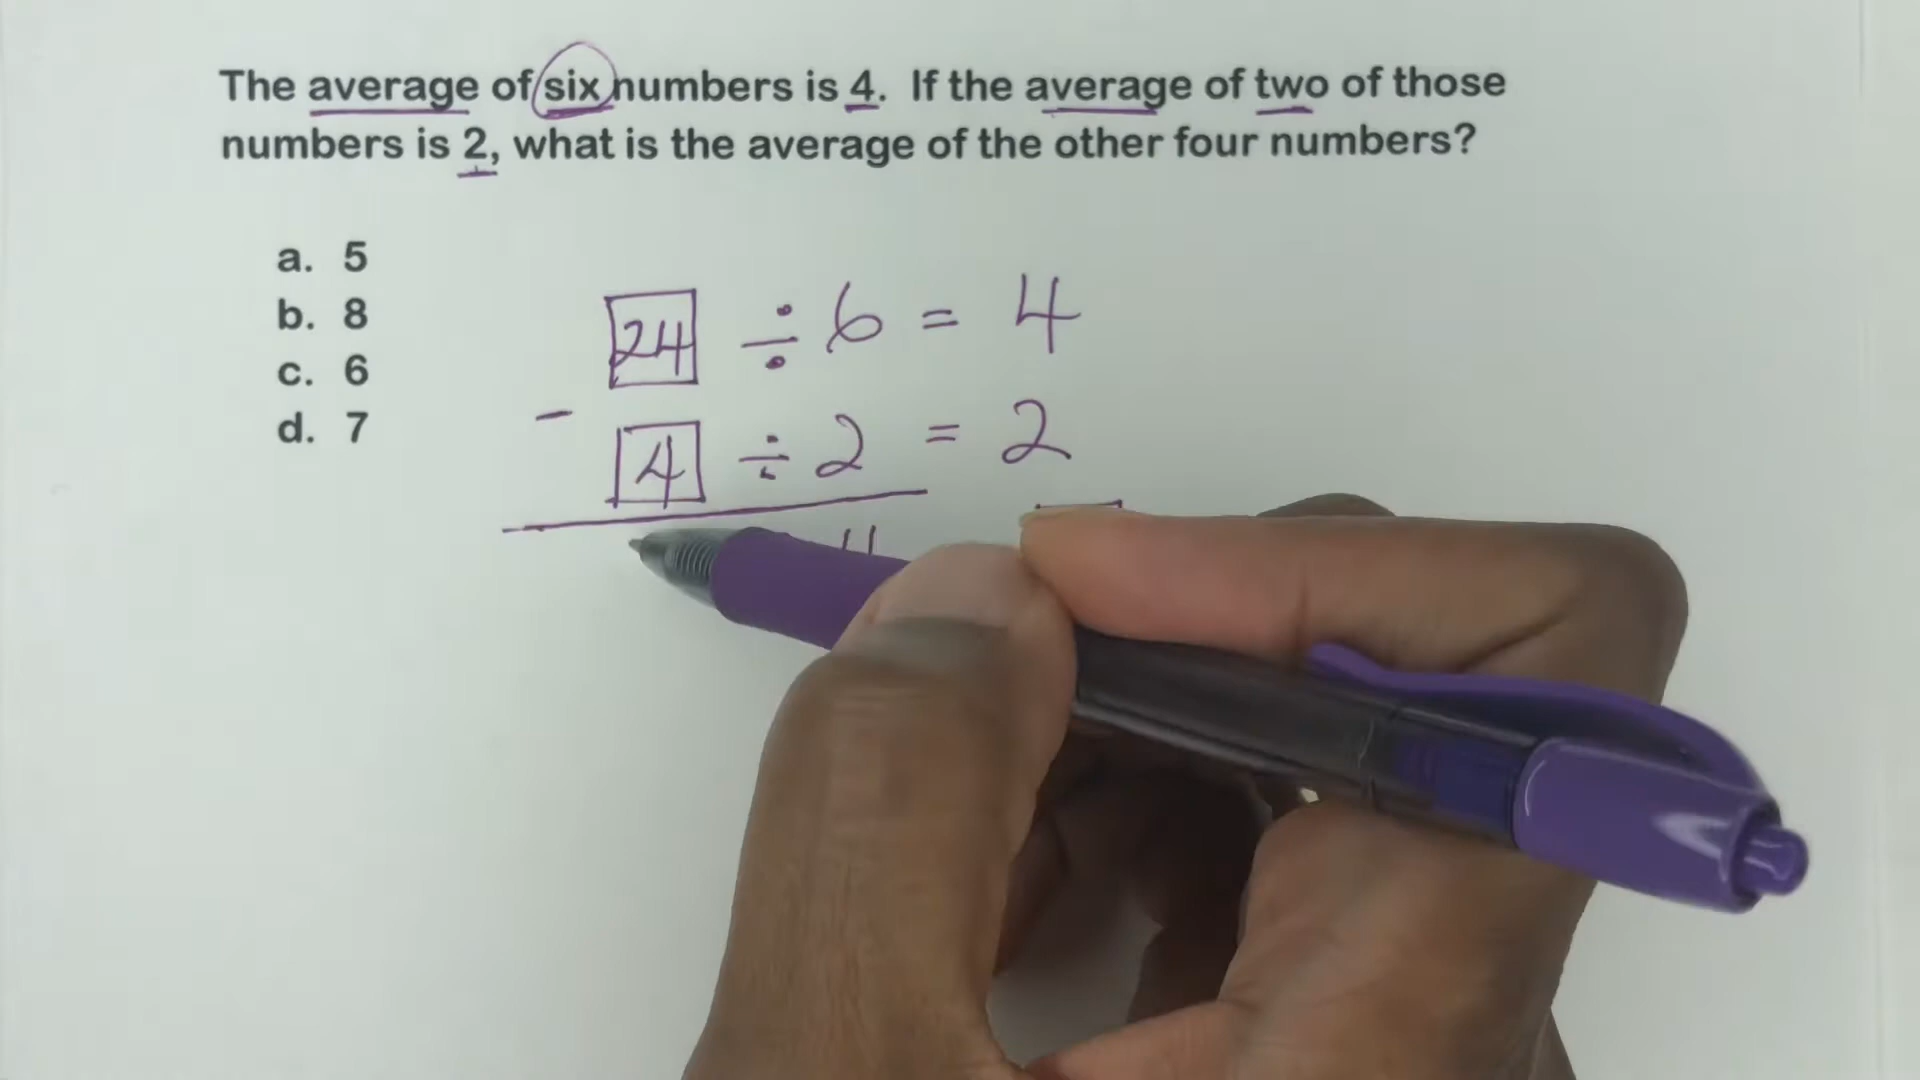 The average of six numbers is 4. If the average of two of those
numbers is 2, what is the average of the other four numbers?
a. 5
b. 8
c. 6
d. 7
24 ÷ 6 = 4
- 4 ÷ 2 = 2